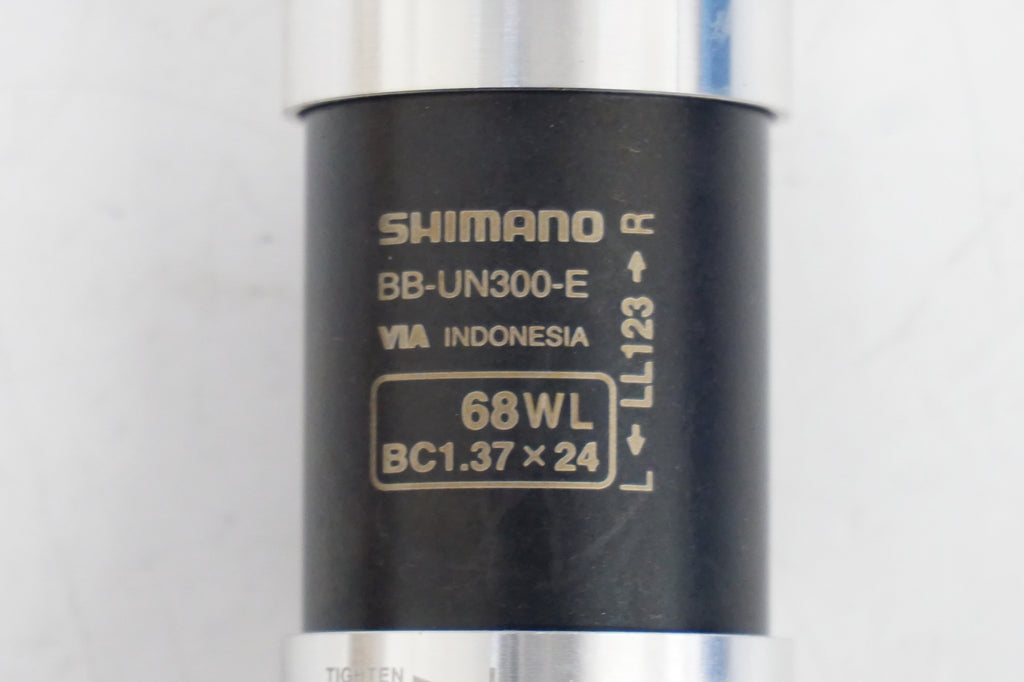 SHIMANO
BB-UN300-E
VIA INDONESIA
68WL
BC1.37×24
L ← LL123 → R
TIGHTEN